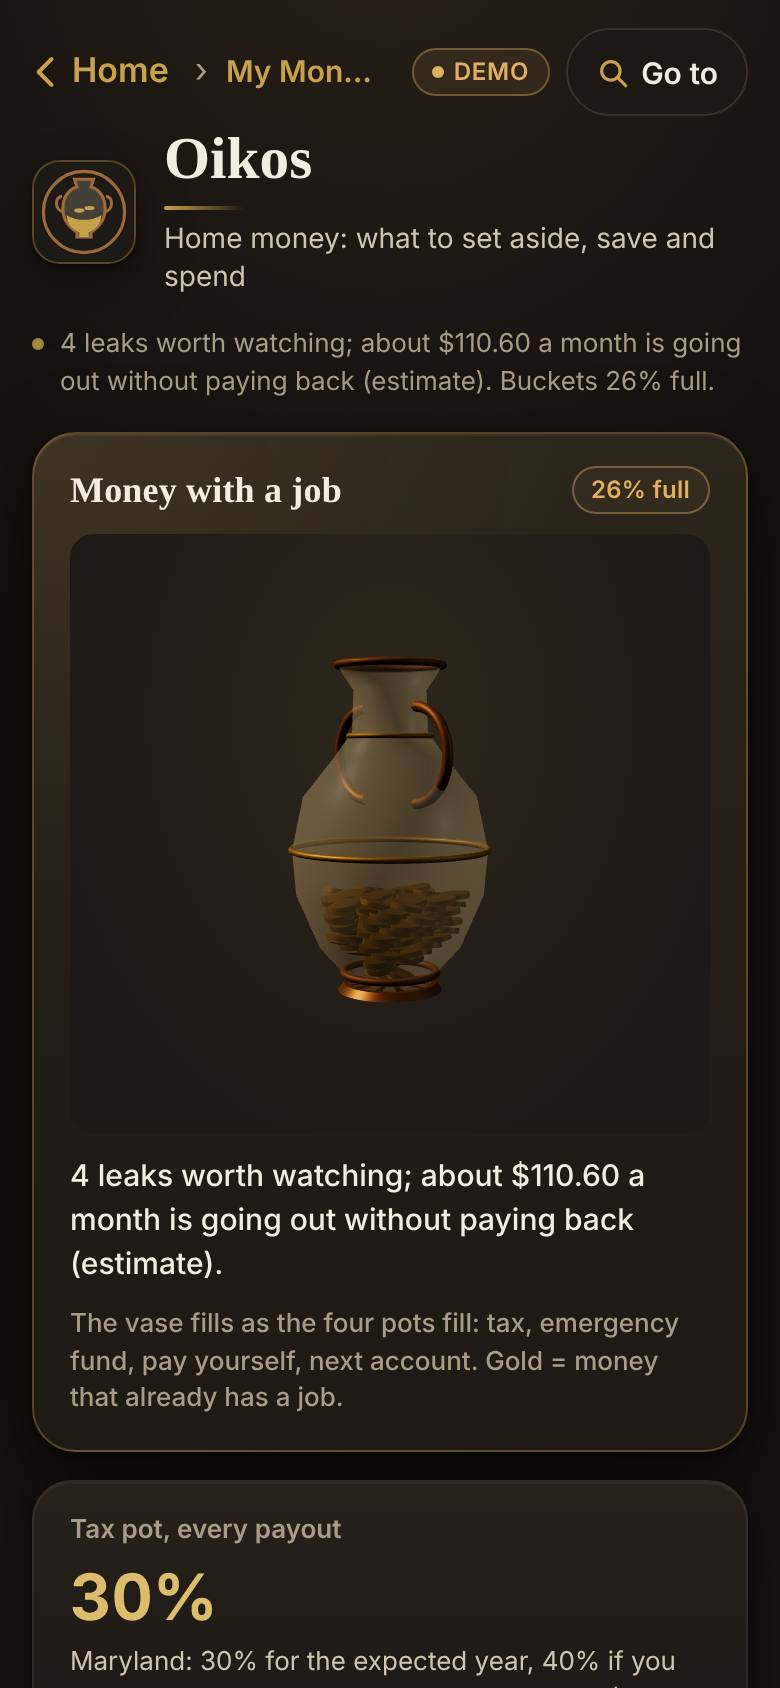 Home › My Mon...
DEMO
Go to
Oikos
Home money: what to set aside, save and
spend
4 leaks worth watching; about $110.60 a month is going
out without paying back (estimate). Buckets 26% full.
Money with a job
26% full
4 leaks worth watching; about $110.60 a
month is going out without paying back
(estimate).
The vase fills as the four pots fill: tax, emergency
fund, pay yourself, next account. Gold = money
that already has a job.
Tax pot, every payout
30%
Maryland: 30% for the expected year, 40% if you